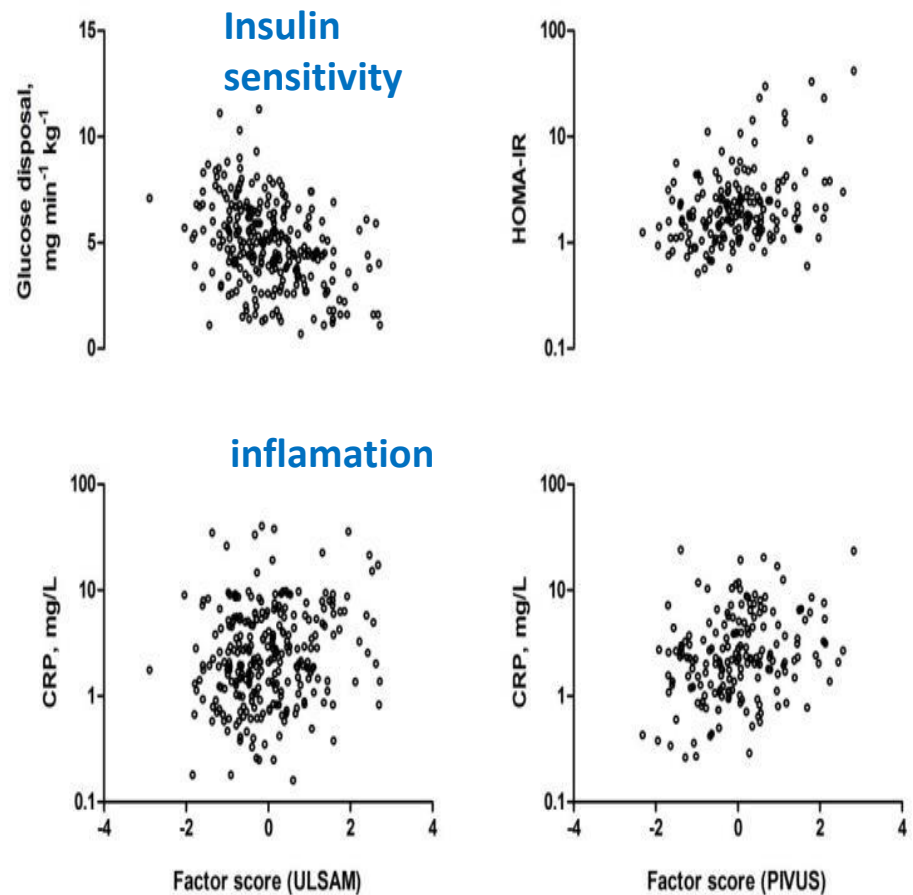 Insulin
sensitivity
15
10
5
0
Glucose disposal,
mg min⁻¹ kg⁻¹
100
10
1
0.1
HOMA-IR
inflamation
100
10
1
0.1
CRP, mg/L
-4
-2
0
2
4
Factor score (ULSAM)
100
10
1
0.1
CRP, mg/L
-4
-2
0
2
4
Factor score (PIVUS)